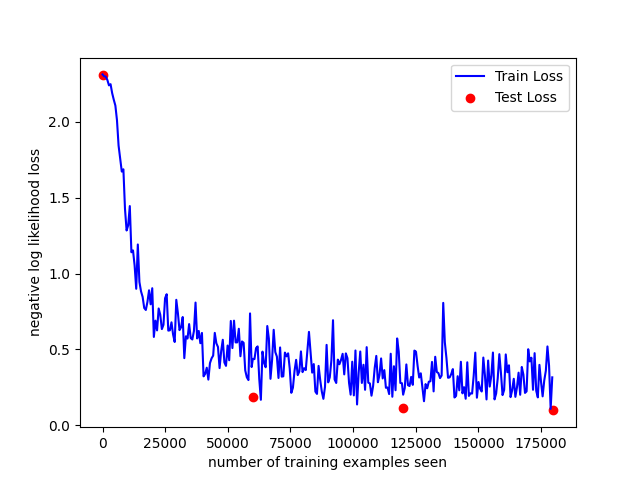 Train Loss
Test Loss
negative log likelihood loss
2.0
1.5
1.0
0.5
0.0
0 25000 50000 75000 100000 125000 150000 175000
number of training examples seen